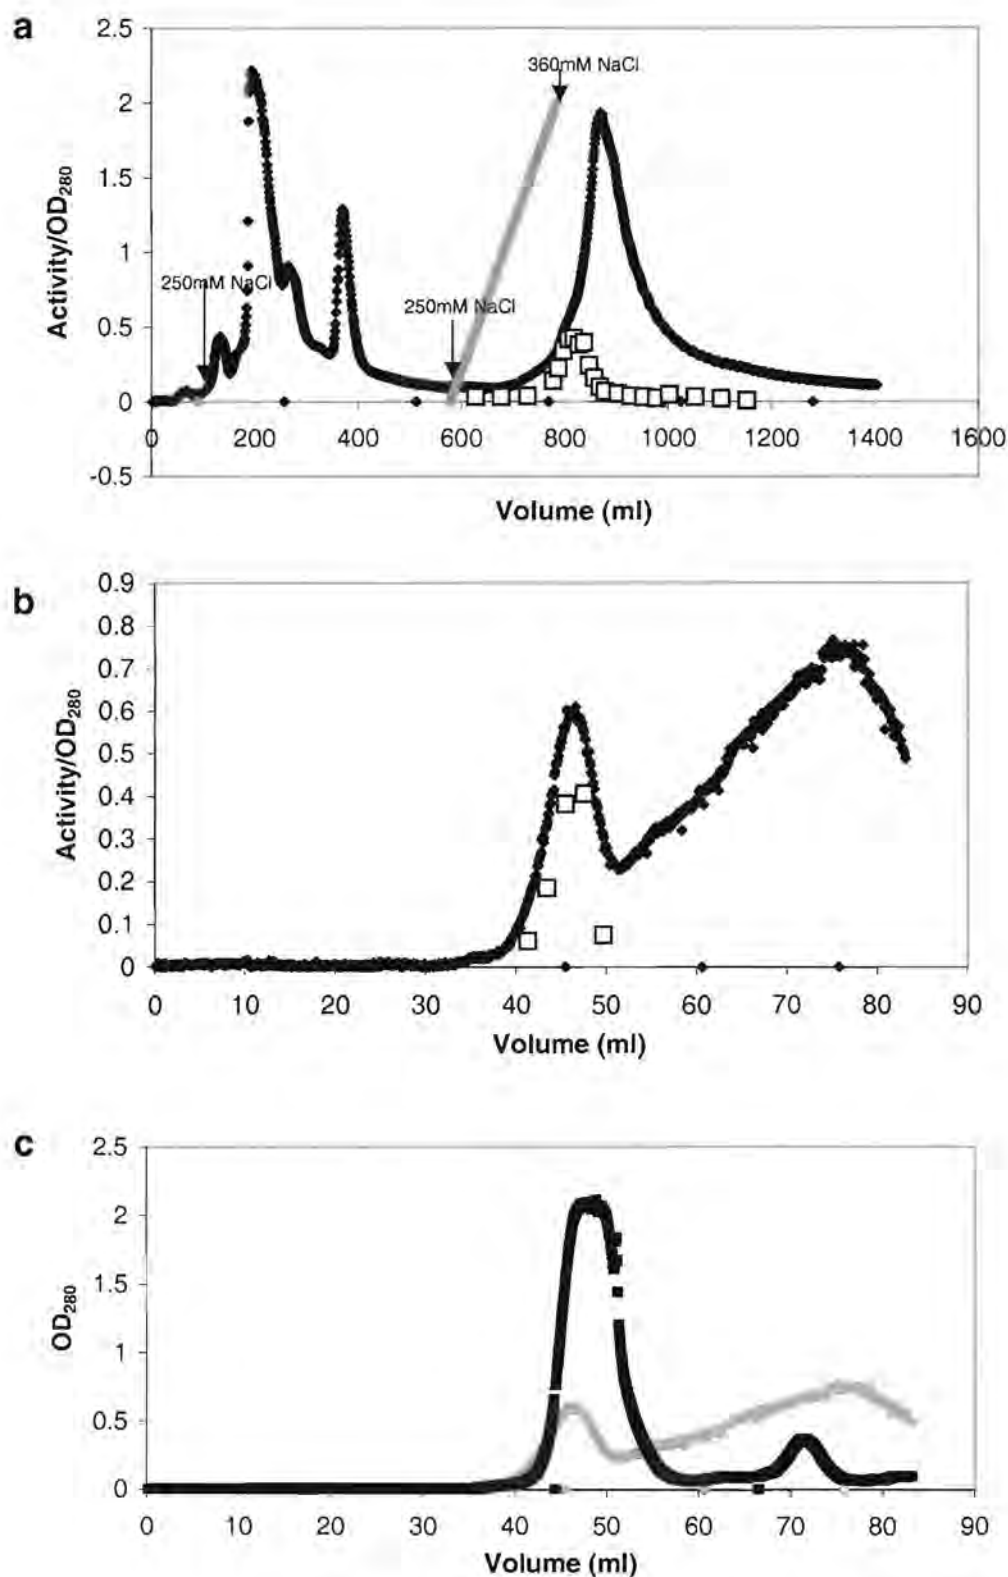 a
2.5
2
1.5
1
0.5
0
-0.5
Activity/OD280
250mM NaCl
250mM NaCl
360mM NaCl
0 200 400 600 800 1000 1200 1400 1600
Volume (ml)
b
0.9
0.8
0.7
0.6
0.5
0.4
0.3
0.2
0.1
0
Activity/OD280
0 10 20 30 40 50 60 70 80 90
Volume (ml)
c
2.5
2
1.5
1
0.5
0
OD280
0 10 20 30 40 50 60 70 80 90
Volume (ml)